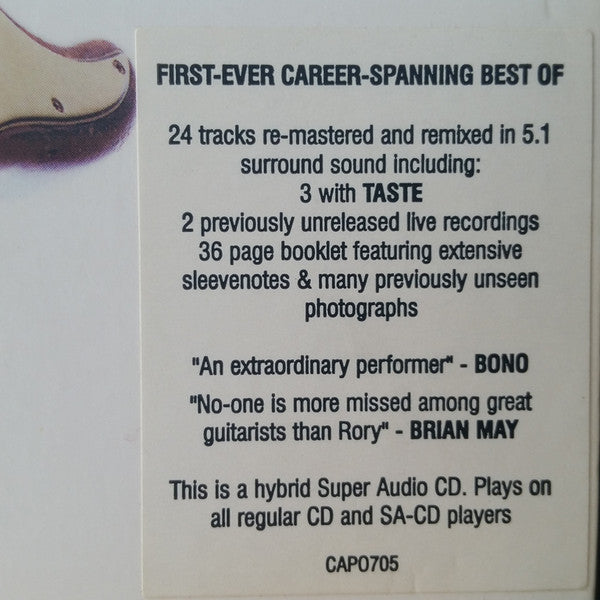 FIRST-EVER CAREER-SPANNING BEST OF
24 tracks re-mastered and remixed in 5.1
surround sound including:
3 with TASTE
2 previously unreleased live recordings
36 page booklet featuring extensive
sleevenotes & many previously unseen
photographs
"An extraordinary performer" - BONO
"No-one is more missed among great
guitarists than Rory" - BRIAN MAY
This is a hybrid Super Audio CD. Plays on
all regular CD and SA-CD players
CAPO705